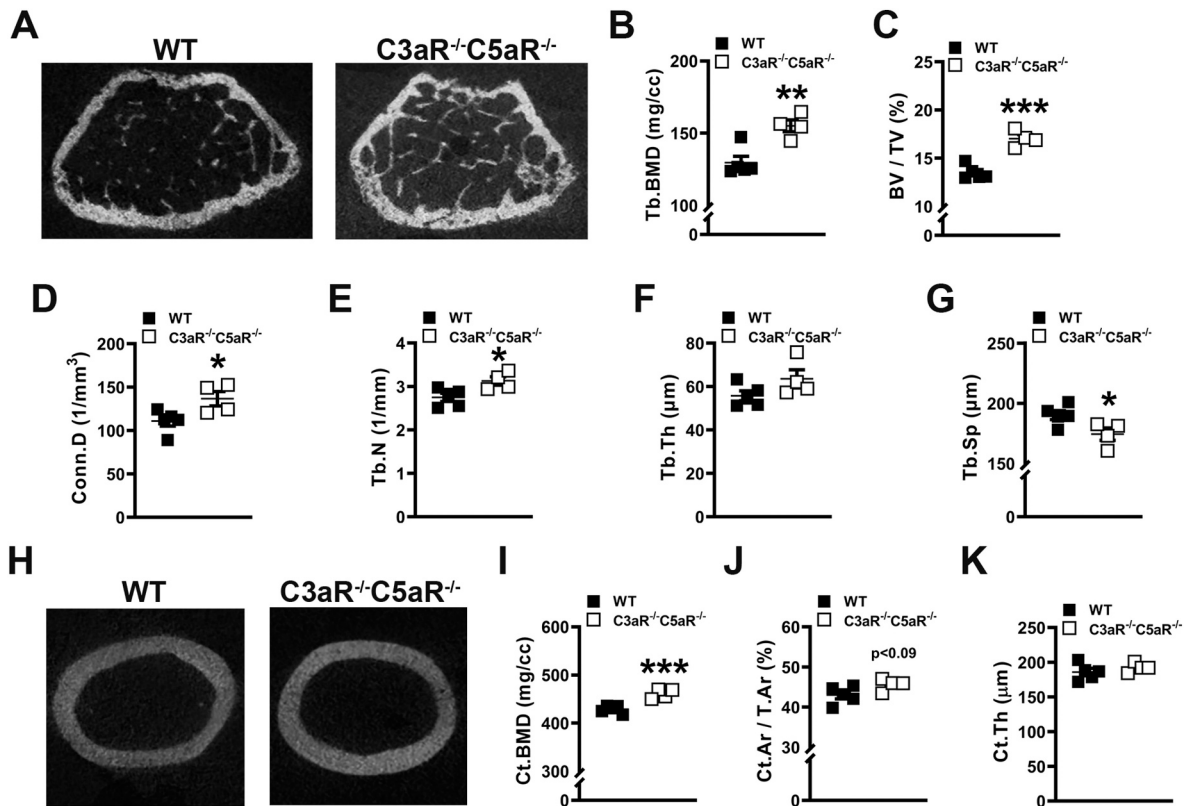 A
WT
C3aR⁻/⁻C5aR⁻/⁻
B
WT
C3aR⁻/⁻C5aR⁻/⁻
**
Tb.BMD (mg/cc)
200
150
100
0
C
WT
C3aR⁻/⁻C5aR⁻/⁻
***
BV / TV (%)
25
20
15
10
0
D
WT
C3aR⁻/⁻C5aR⁻/⁻
*
Conn.D (1/mm³)
200
150
100
50
0
E
WT
C3aR⁻/⁻C5aR⁻/⁻
*
Tb.N (1/mm)
4
3
2
1
0
F
WT
C3aR⁻/⁻C5aR⁻/⁻
Tb.Th (µm)
80
60
40
20
0
G
WT
C3aR⁻/⁻C5aR⁻/⁻
*
Tb.Sp (µm)
250
200
150
0
H
WT
C3aR⁻/⁻C5aR⁻/⁻
I
WT
C3aR⁻/⁻C5aR⁻/⁻
***
Ct.BMD (mg/cc)
600
500
400
300
0
J
WT
C3aR⁻/⁻C5aR⁻/⁻
p<0.09
Ct.Ar / T.Ar (%)
60
50
40
30
0
K
WT
C3aR⁻/⁻C5aR⁻/⁻
Ct.Th (µm)
250
200
150
100
50
0